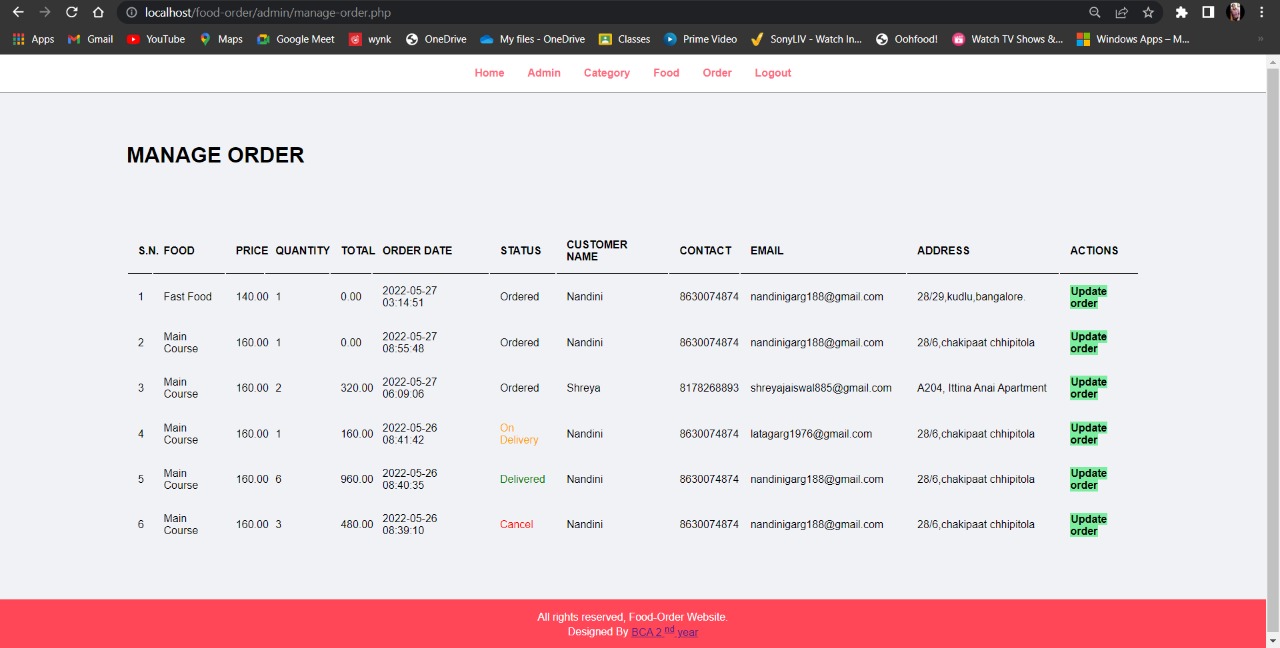 localhost/food-order/admin/manage-order.php
Apps Gmail YouTube Maps Google Meet wynk OneDrive My files - OneDrive Classes Prime Video SonyLIV - Watch In... Oohfood! Watch TV Shows &... Windows Apps – M... »
Home Admin Category Food Order Logout
MANAGE ORDER
S.N. FOOD PRICE QUANTITY TOTAL ORDER DATE STATUS CUSTOMER NAME CONTACT EMAIL ADDRESS ACTIONS
1 Fast Food 140.00 1 0.00 2022-05-27 03:14:51 Ordered Nandini 8630074874 nandinigarg188@gmail.com 28/29,kudlu,bangalore. Update order
2 Main Course 160.00 1 0.00 2022-05-27 08:55:48 Ordered Nandini 8630074874 nandinigarg188@gmail.com 28/6,chakipaat chhipitola Update order
3 Main Course 160.00 2 320.00 2022-05-27 06:09:06 Ordered Shreya 8178268893 shreyajaiswal885@gmail.com A204, Ittina Anai Apartment Update order
4 Main Course 160.00 1 160.00 2022-05-26 08:41:42 On Delivery Nandini 8630074874 latagarg1976@gmail.com 28/6,chakipaat chhipitola Update order
5 Main Course 160.00 6 960.00 2022-05-26 08:40:35 Delivered Nandini 8630074874 nandinigarg188@gmail.com 28/6,chakipaat chhipitola Update order
6 Main Course 160.00 3 480.00 2022-05-26 08:39:10 Cancel Nandini 8630074874 nandinigarg188@gmail.com 28/6,chakipaat chhipitola Update order
All rights reserved, Food-Order Website.
Designed By BCA 2 nd year